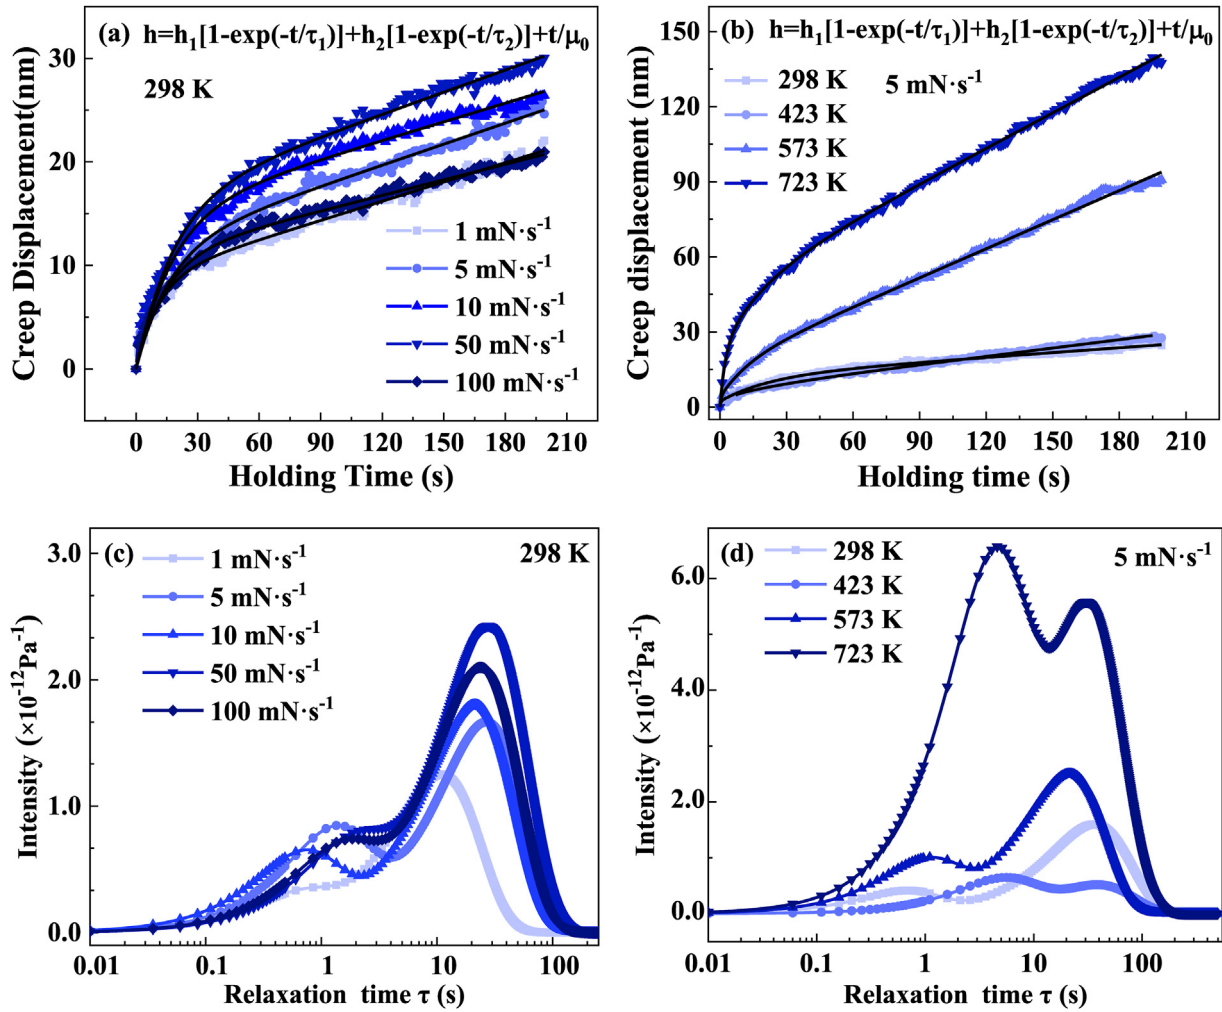 (a) h=h₁[1-exp(-t/τ₁)]+h₂[1-exp(-t/τ₂)]+t/μ₀
298 K
1 mN·s⁻¹
5 mN·s⁻¹
10 mN·s⁻¹
50 mN·s⁻¹
100 mN·s⁻¹
Creep Displacement(nm)
30
20
10
0
0 30 60 90 120 150 180 210
Holding Time (s)
(b) h=h₁[1-exp(-t/τ₁)]+h₂[1-exp(-t/τ₂)]+t/μ₀
298 K
423 K
573 K
723 K
5 mN·s⁻¹
Creep displacement (nm)
150
120
90
60
30
0
0 30 60 90 120 150 180 210
Holding time (s)
(c)
1 mN·s⁻¹
5 mN·s⁻¹
10 mN·s⁻¹
50 mN·s⁻¹
100 mN·s⁻¹
298 K
Intensity (×10⁻¹²Pa⁻¹)
3.0
2.0
1.0
0.0
0.01 0.1 1 10 100
Relaxation time τ (s)
(d)
298 K
423 K
573 K
723 K
5 mN·s⁻¹
Intensity (×10⁻¹²Pa⁻¹)
6.0
4.0
2.0
0.0
0.01 0.1 1 10 100
Relaxation time τ (s)